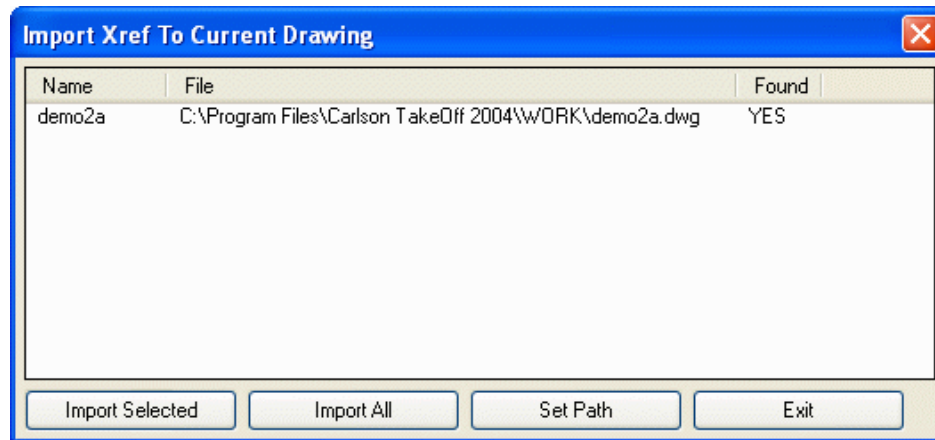 Import Xref To Current Drawing
Name File Found
demo2a C:\Program Files\Carlson TakeOff 2004\WORK\demo2a.dwg YES
Import Selected Import All Set Path Exit